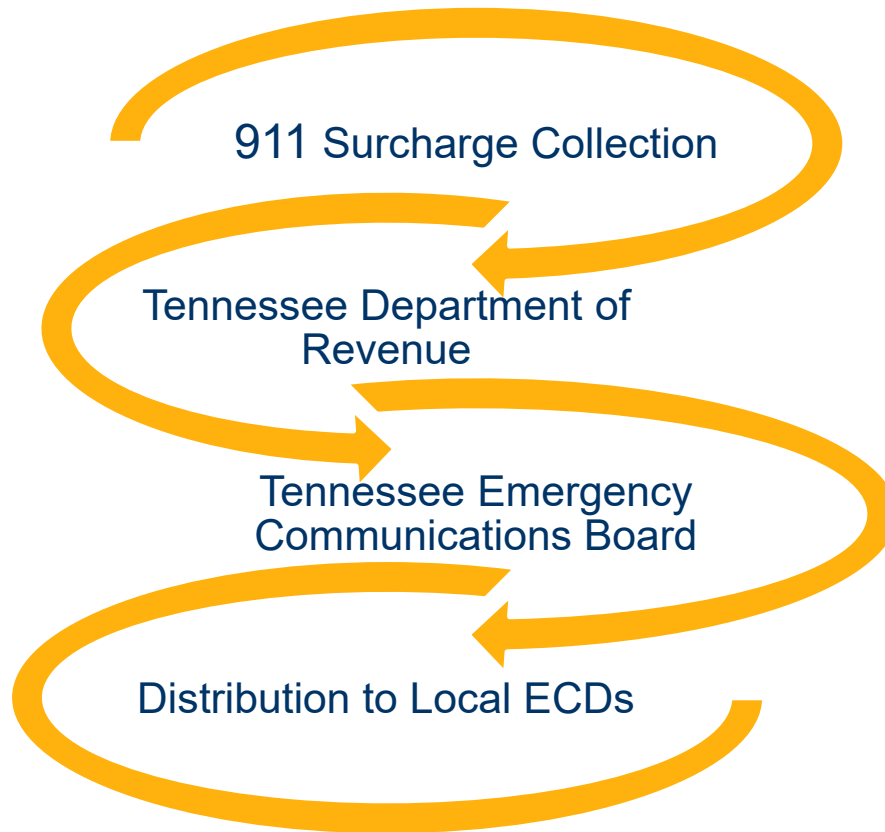 911 Surcharge Collection
Tennessee Department of
Revenue
Tennessee Emergency
Communications Board
Distribution to Local ECDs